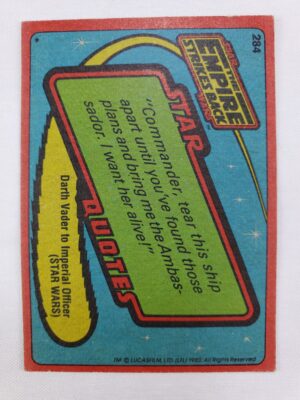 284
STAR
THE
EMPIRE
STRIKES BACK
WARS
STAR
"Commander, tear this ship
apart until you've found those
plans and bring me the Ambas-
sador. I want her alive!"
QUOTES
Darth Vader to Imperial Officer
(STAR WARS)
TM © LUCASFILM, LTD. (LFL) 1980. All Rights Reserved